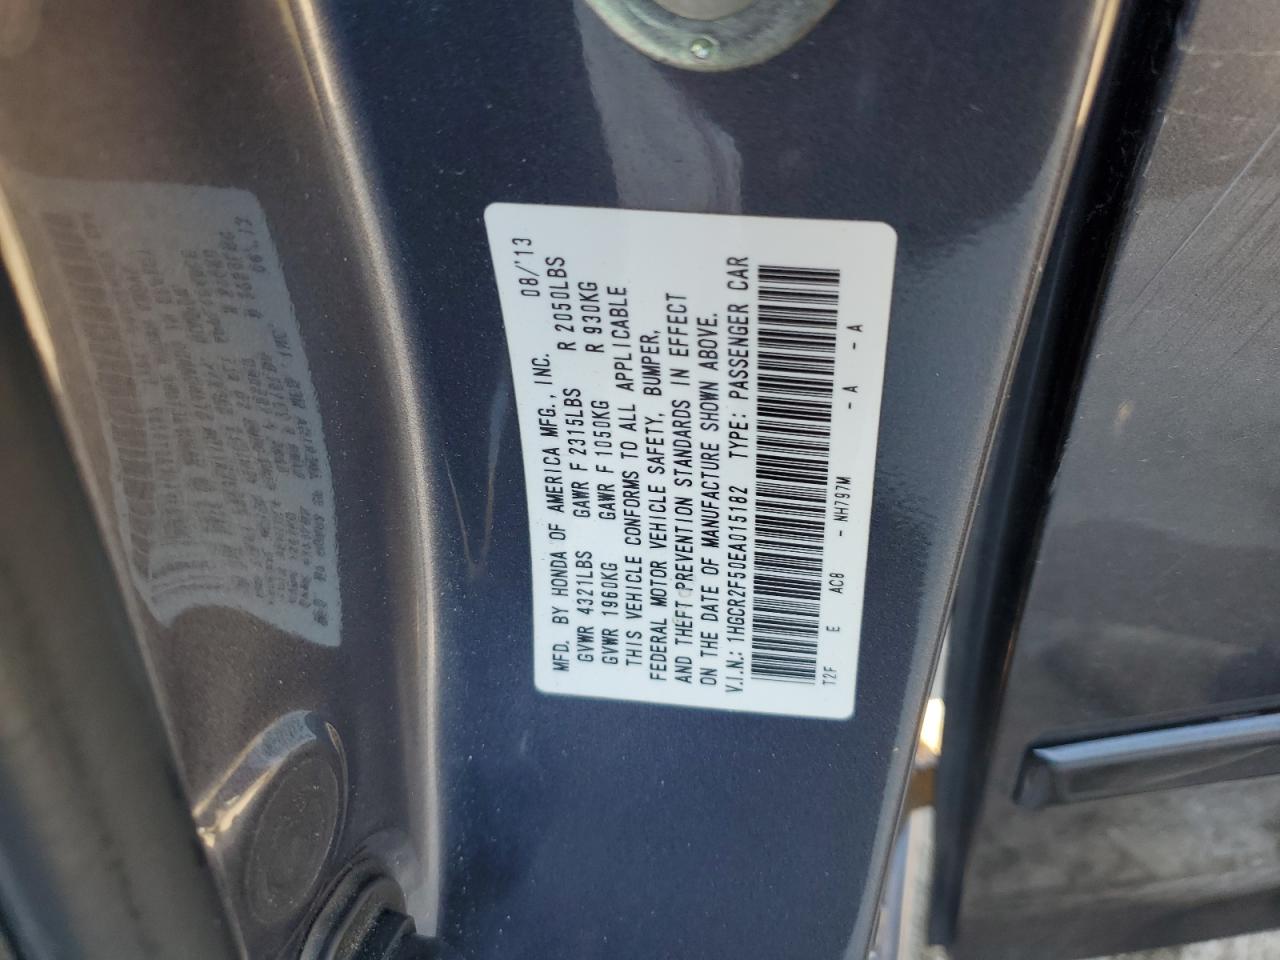 MFD. BY HONDA OF AMERICA MFG., INC. 08/'13
GVWR 4321LBS GAWR F 2315LBS R 2050LBS
GVWR 1960KG GAWR F 1050KG R 930KG
THIS VEHICLE CONFORMS TO ALL APPLICABLE
FEDERAL MOTOR VEHICLE SAFETY, BUMPER,
AND THEFT PREVENTION STANDARDS IN EFFECT
ON THE DATE OF MANUFACTURE SHOWN ABOVE.
V.I.N.: 1HGCR2F50EA015182 TYPE: PASSENGER CAR
T2F E AC8 - NH797M - A - A